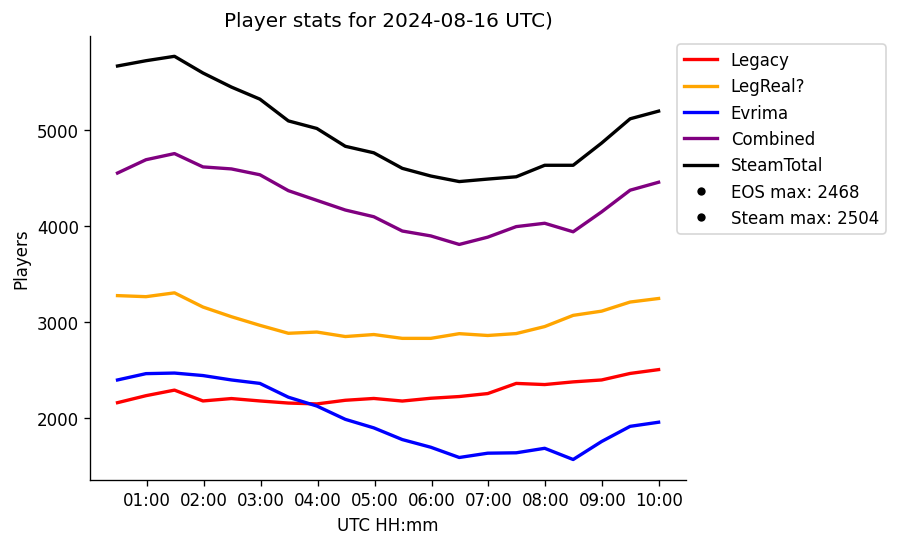 Player stats for 2024-08-16 UTC)
Legacy
LegReal?
Evrima
Combined
SteamTotal
EOS max: 2468
Steam max: 2504
Players
5000
4000
3000
2000
01:00 02:00 03:00 04:00 05:00 06:00 07:00 08:00 09:00 10:00
UTC HH:mm